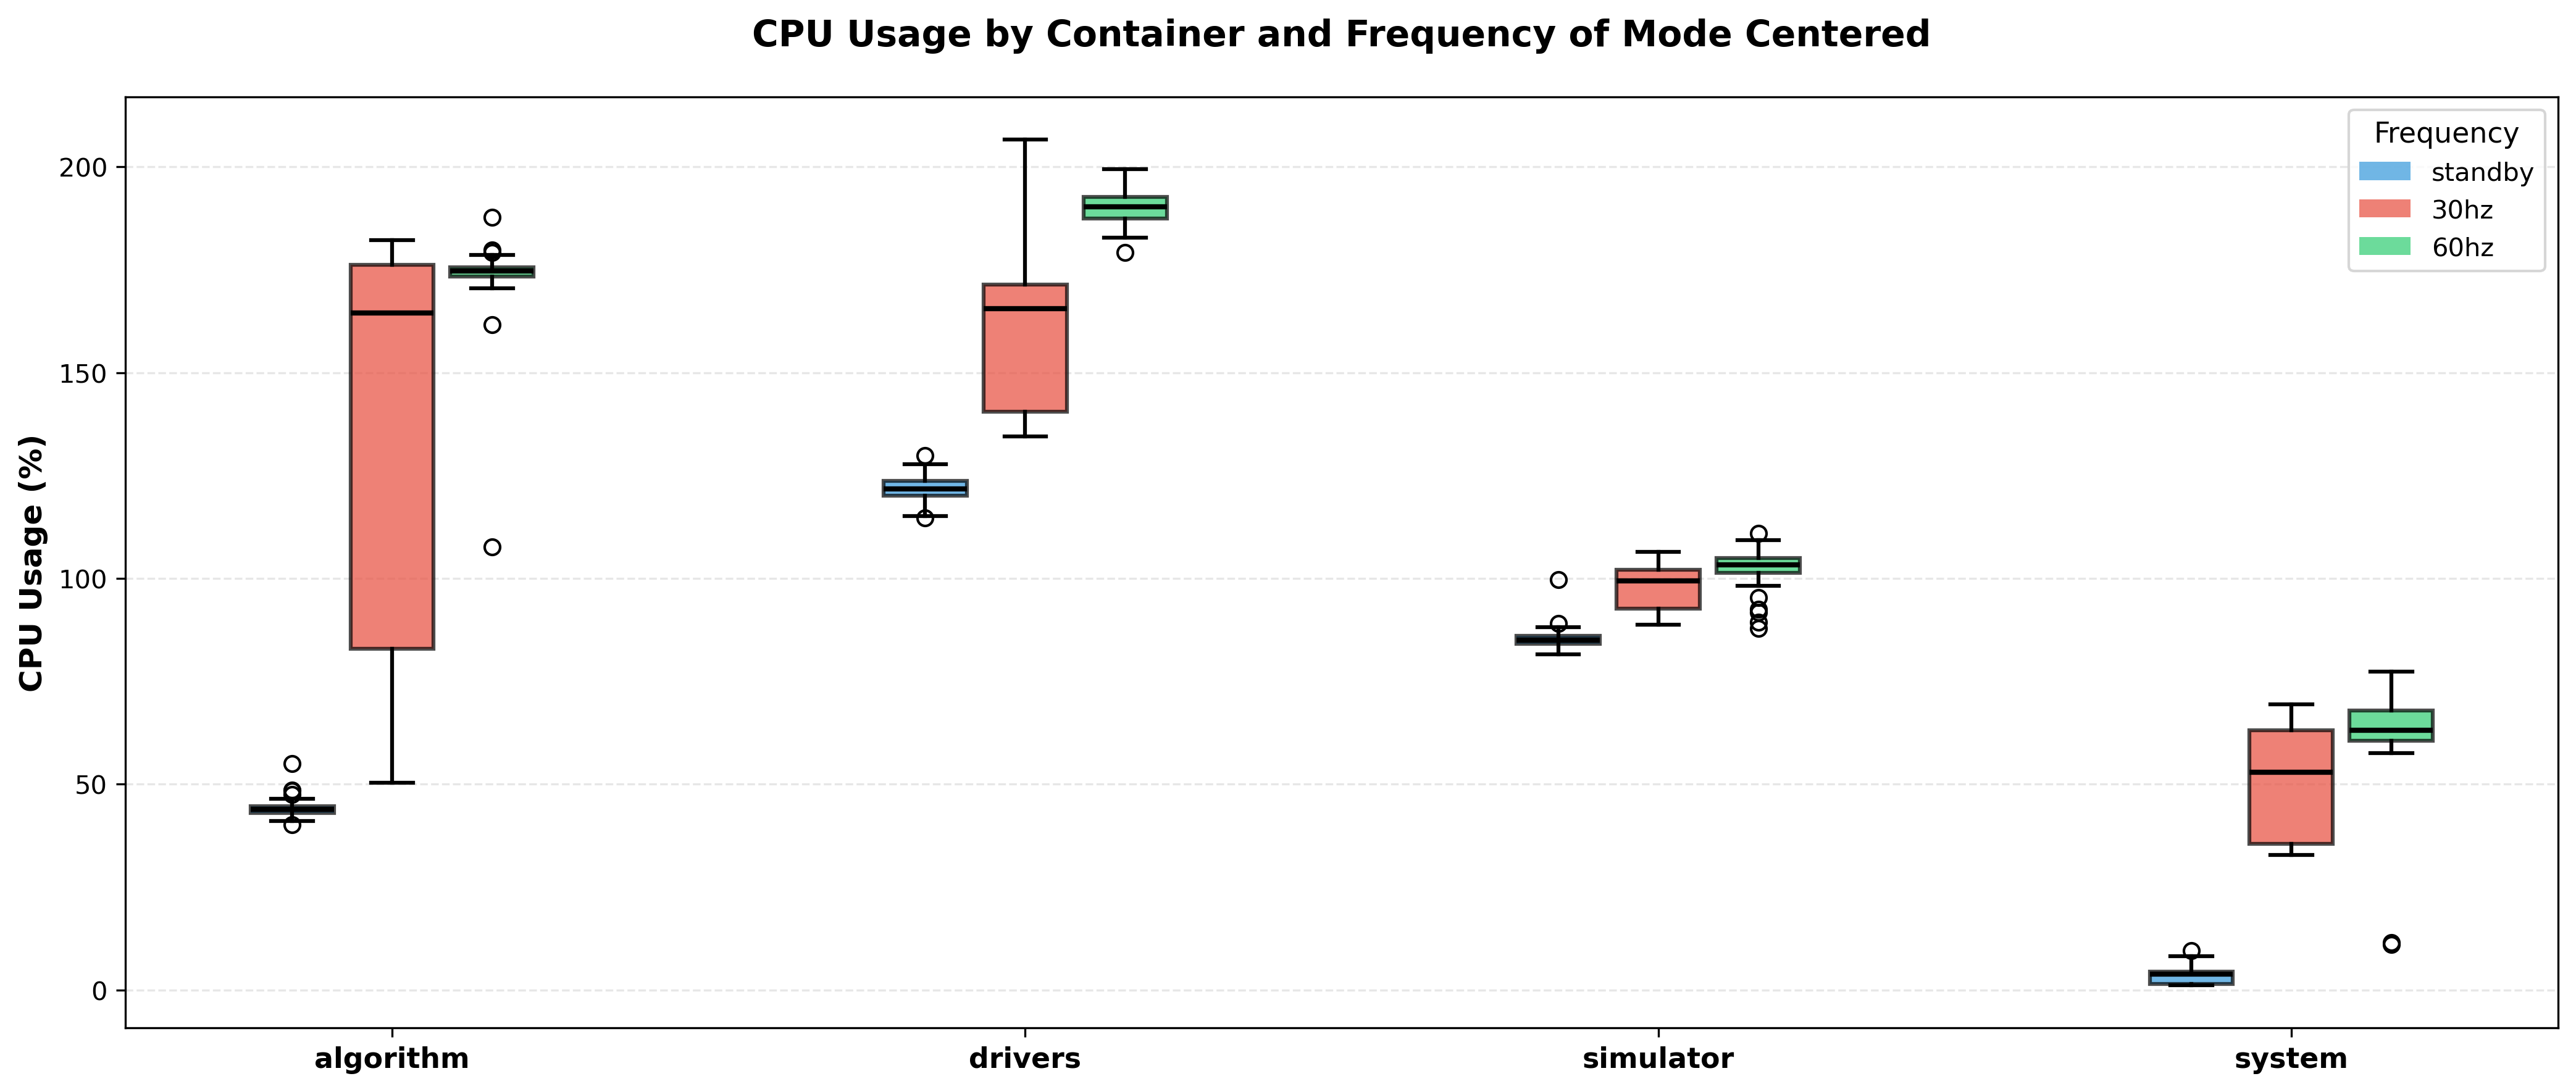 CPU Usage by Container and Frequency of Mode Centered
CPU Usage (%)
200
150
100
50
0
Frequency
standby
30hz
60hz
algorithm
drivers
simulator
system